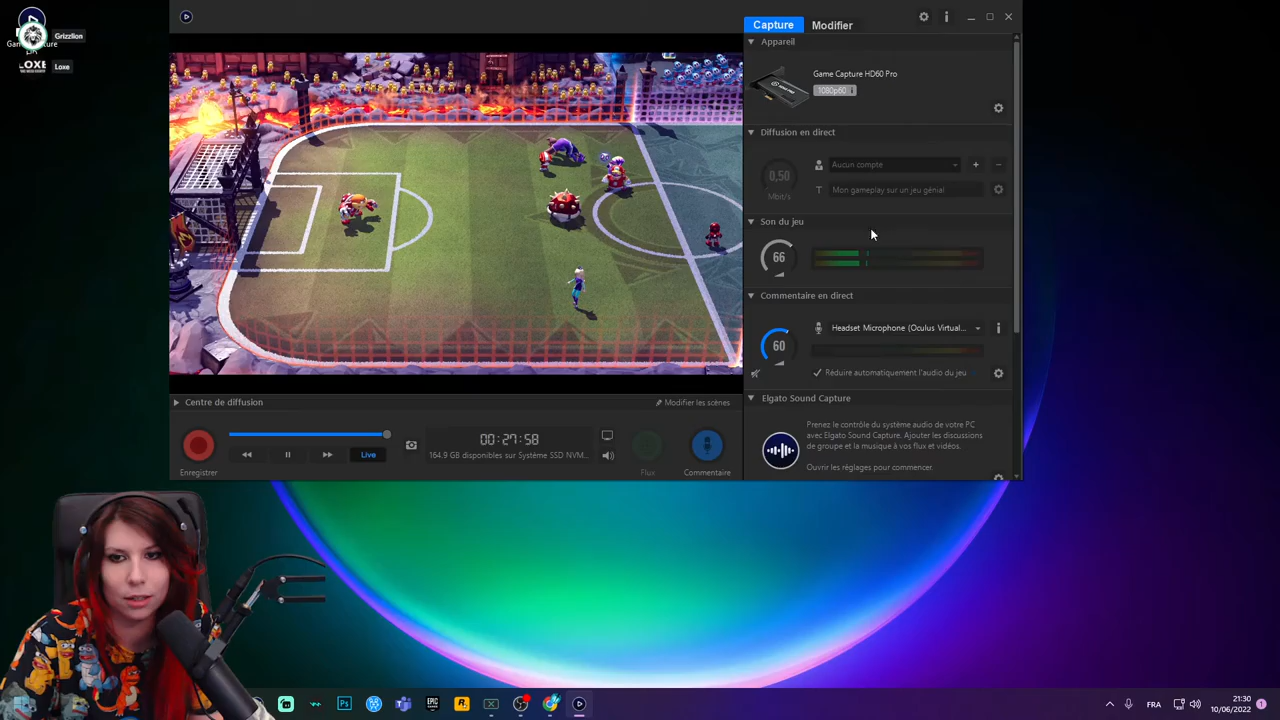 Grizzlion
LOXE
Loxe
Capture
Modifier
Appareil
Game Capture HD60 Pro
1080p60
Diffusion en direct
0,50
Mbit/s
Aucun compte
Mon gameplay sur un jeu génial
Son du jeu
66
Commentaire en direct
60
Headset Microphone (Oculus Virtual...
Réduire automatiquement l'audio du jeu
Elgato Sound Capture
Prenez le contrôle du système audio de votre PC
avec Elgato Sound Capture. Ajouter les discussions
de groupe et la musique à vos flux et vidéos.
Ouvrir les réglages pour commencer.
Centre de diffusion
Modifier les scènes
Enregistrer
Live
00:27:58
164.9 GB disponibles sur Système SSD NVM...
Flux
Commentaire
Ps
EPIC
R
FRA
21:30
10/06/2022